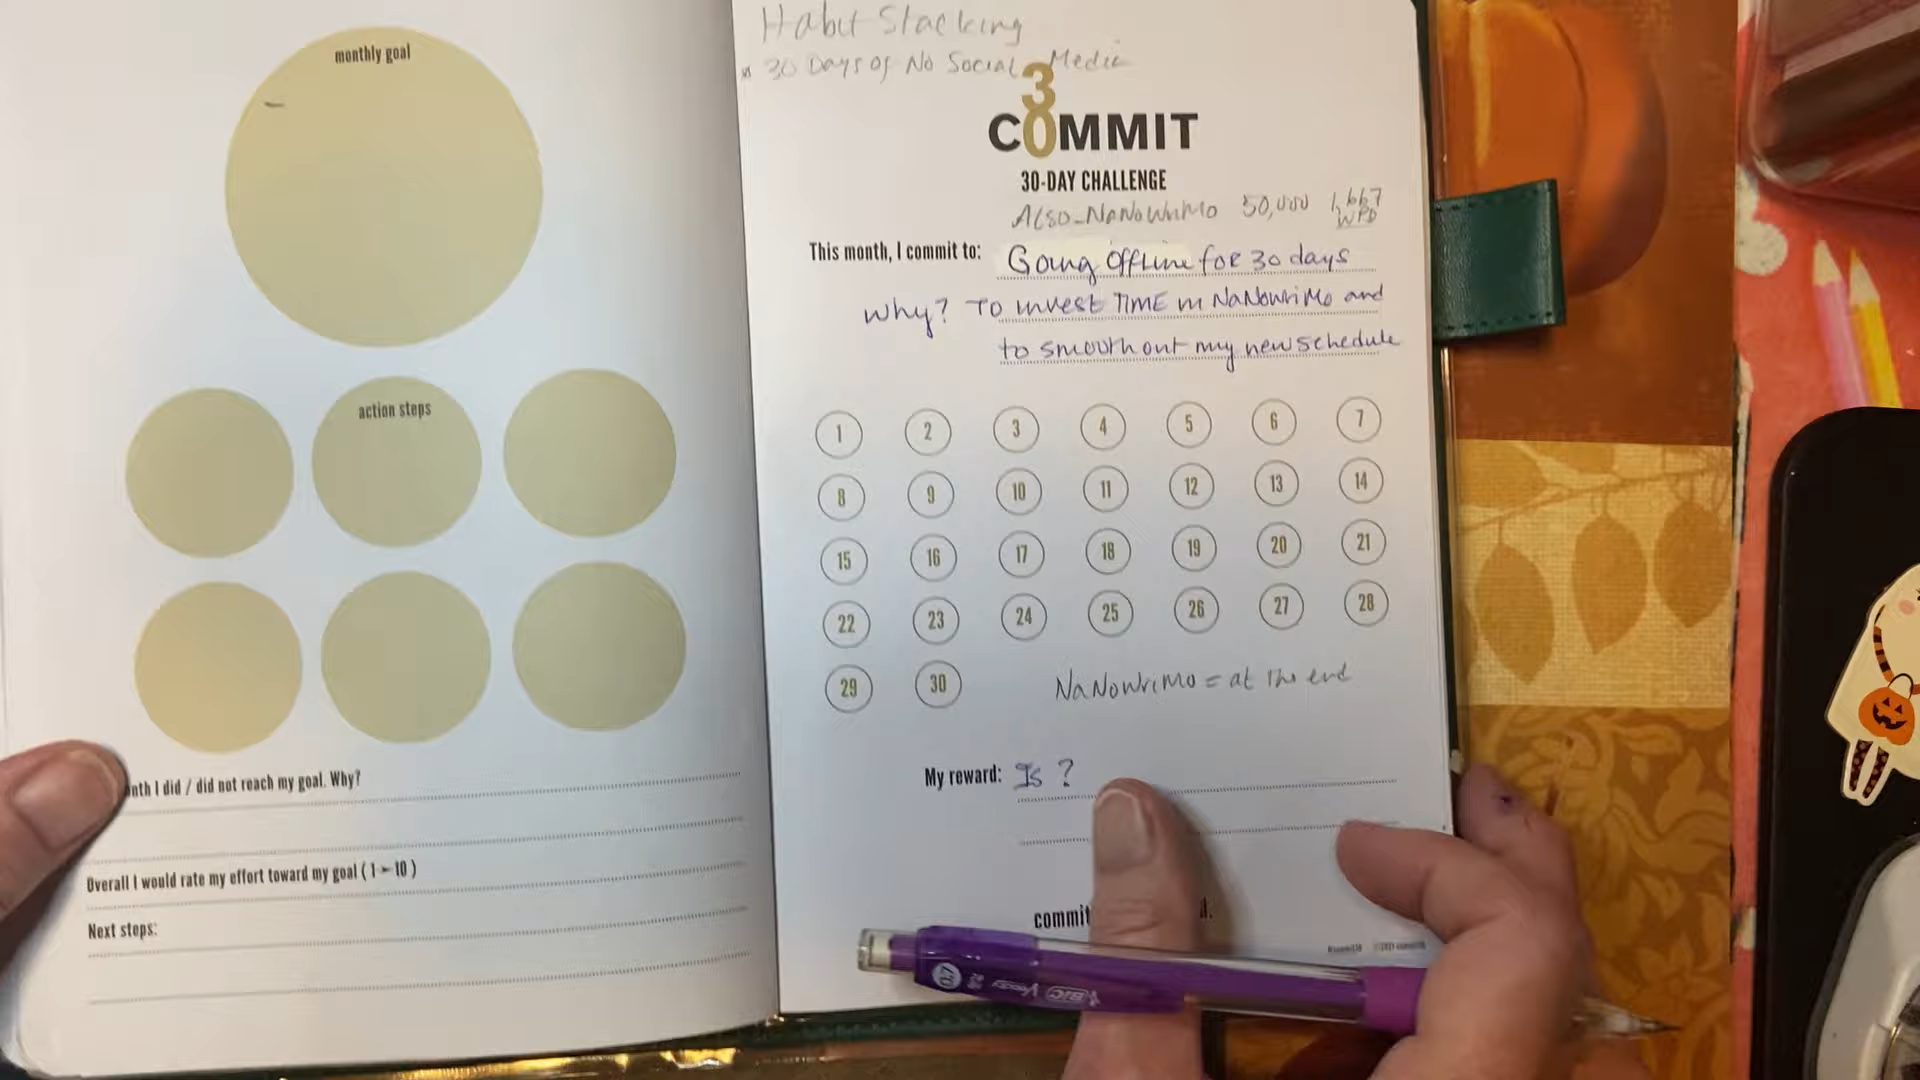 monthly goal
action steps
nth I did / did not reach my goal. Why?
Overall I would rate my effort toward my goal ( 1 - 10 )
Next steps:
Habit Stacking
30 Days of No Social Media
30
COMMIT
30-DAY CHALLENGE
Also-NaNoWriMo 50,000 1,667
WPD
This month, I commit to: Going Offline for 30 days
Why? To invest TIME in NaNoWriMo and
to smooth out my new schedule
1 2 3 4 5 6 7
8 9 10 11 12 13 14
15 16 17 18 19 20 21
22 23 24 25 26 27 28
29 30 NaNoWriMo = at the end
My reward: Is ?
commit
BIC Velocity 0.7